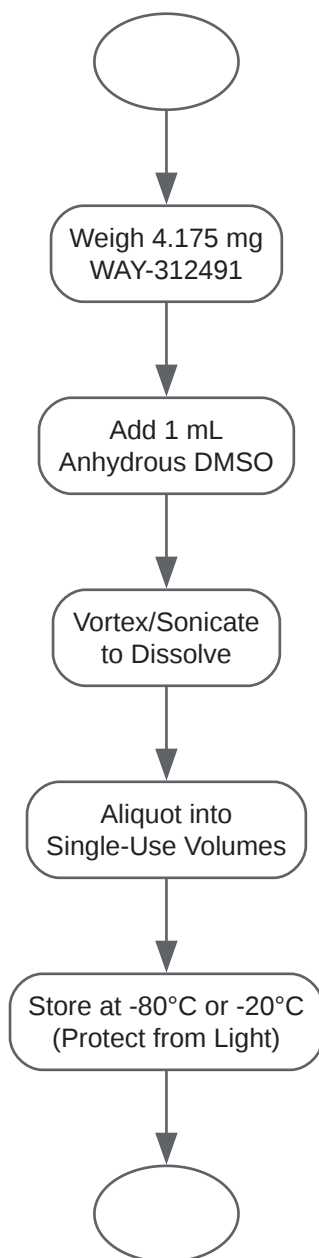 Weigh 4.175 mg
WAY-312491
Add 1 mL
Anhydrous DMSO
Vortex/Sonicate
to Dissolve
Aliquot into
Single-Use Volumes
Store at -80°C or -20°C
(Protect from Light)